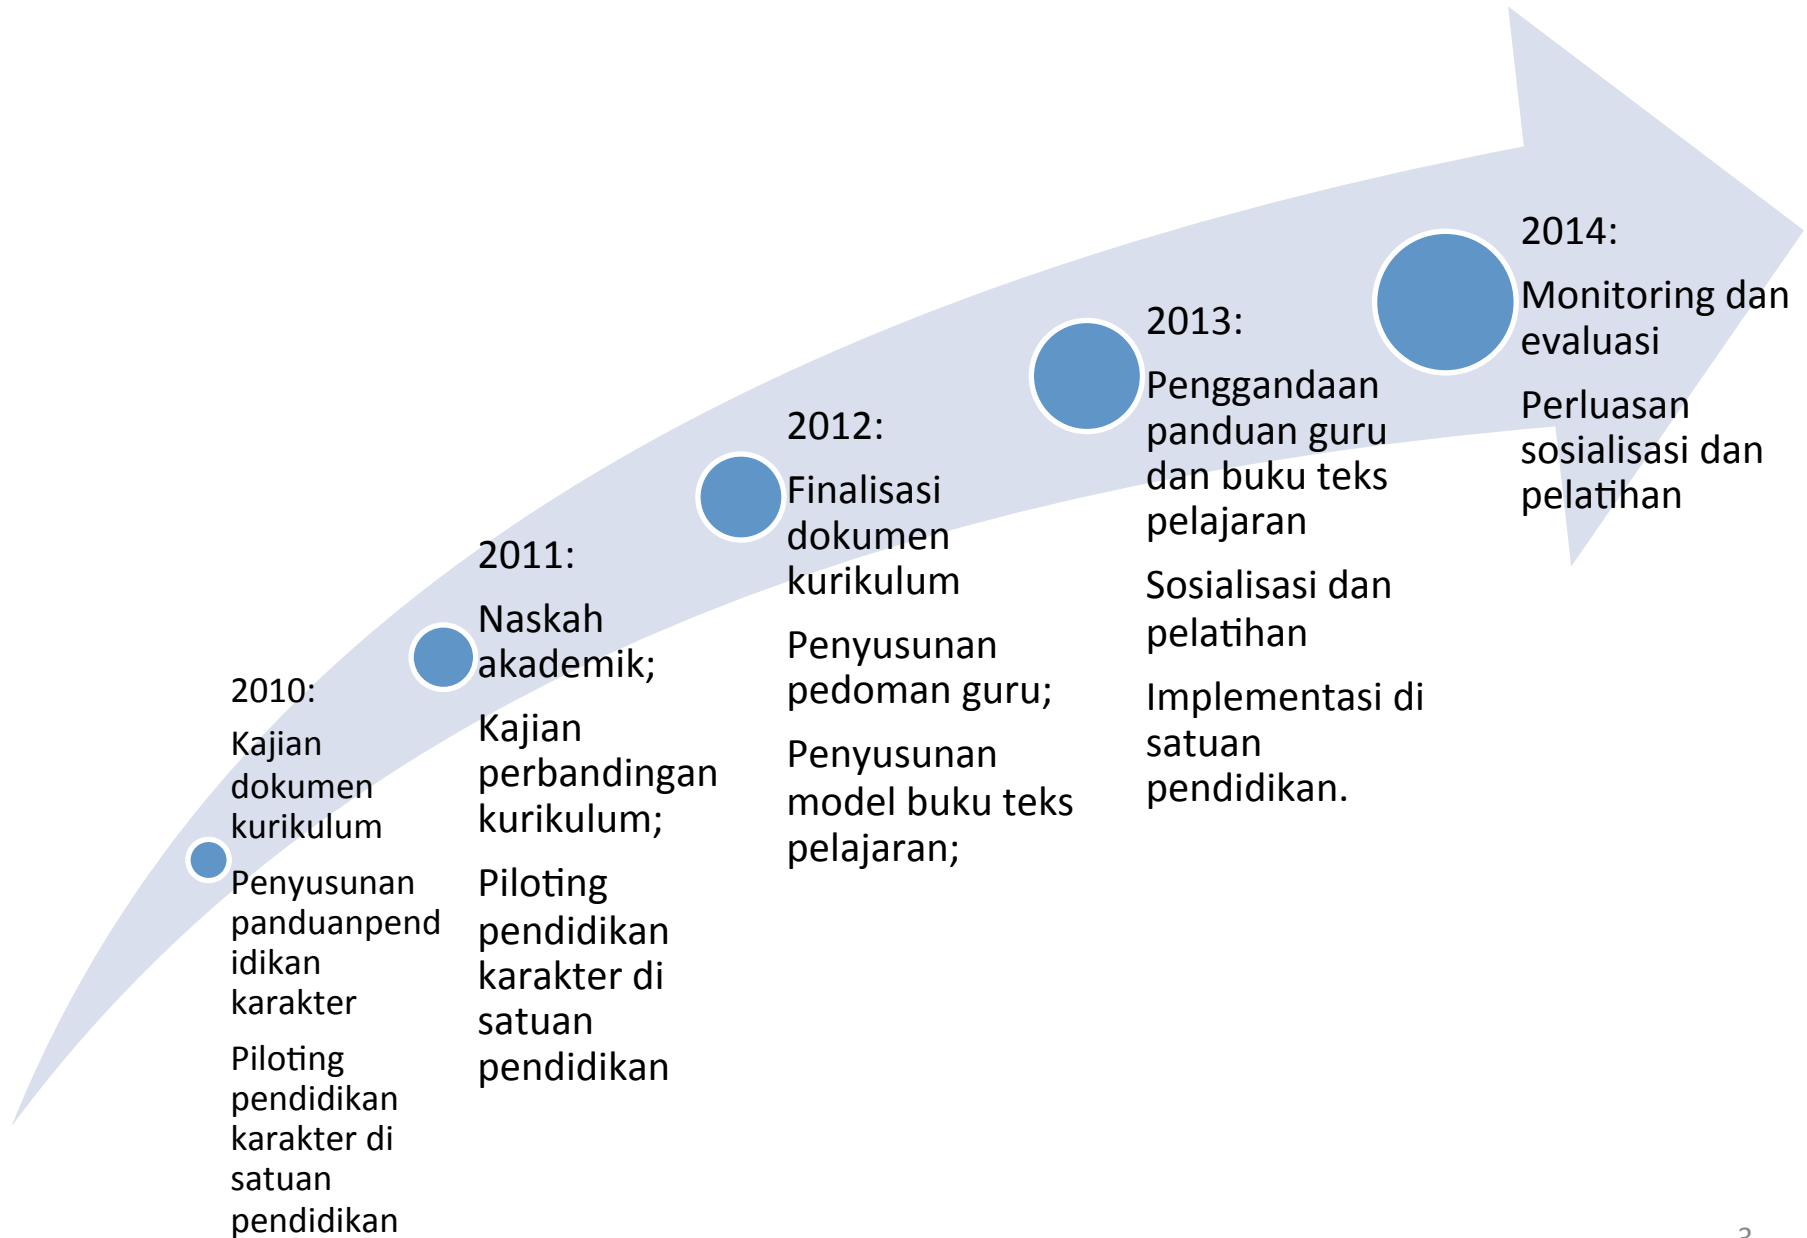 2010:
Kajian
dokumen
kurikulum
Penyusunan
panduanpend
idikan
karakter
Piloting
pendidikan
karakter di
satuan
pendidikan
2011:
Naskah
akademik;
Kajian
perbandingan
kurikulum;
Piloting
pendidikan
karakter di
satuan
pendidikan
2012:
Finalisasi
dokumen
kurikulum
Penyusunan
pedoman guru;
Penyusunan
model buku teks
pelajaran;
2013:
Penggandaan
panduan guru
dan buku teks
pelajaran
Sosialisasi dan
pelatihan
Implementasi di
satuan
pendidikan.
2014:
Monitoring dan
evaluasi
Perluasan
sosialisasi dan
pelatihan